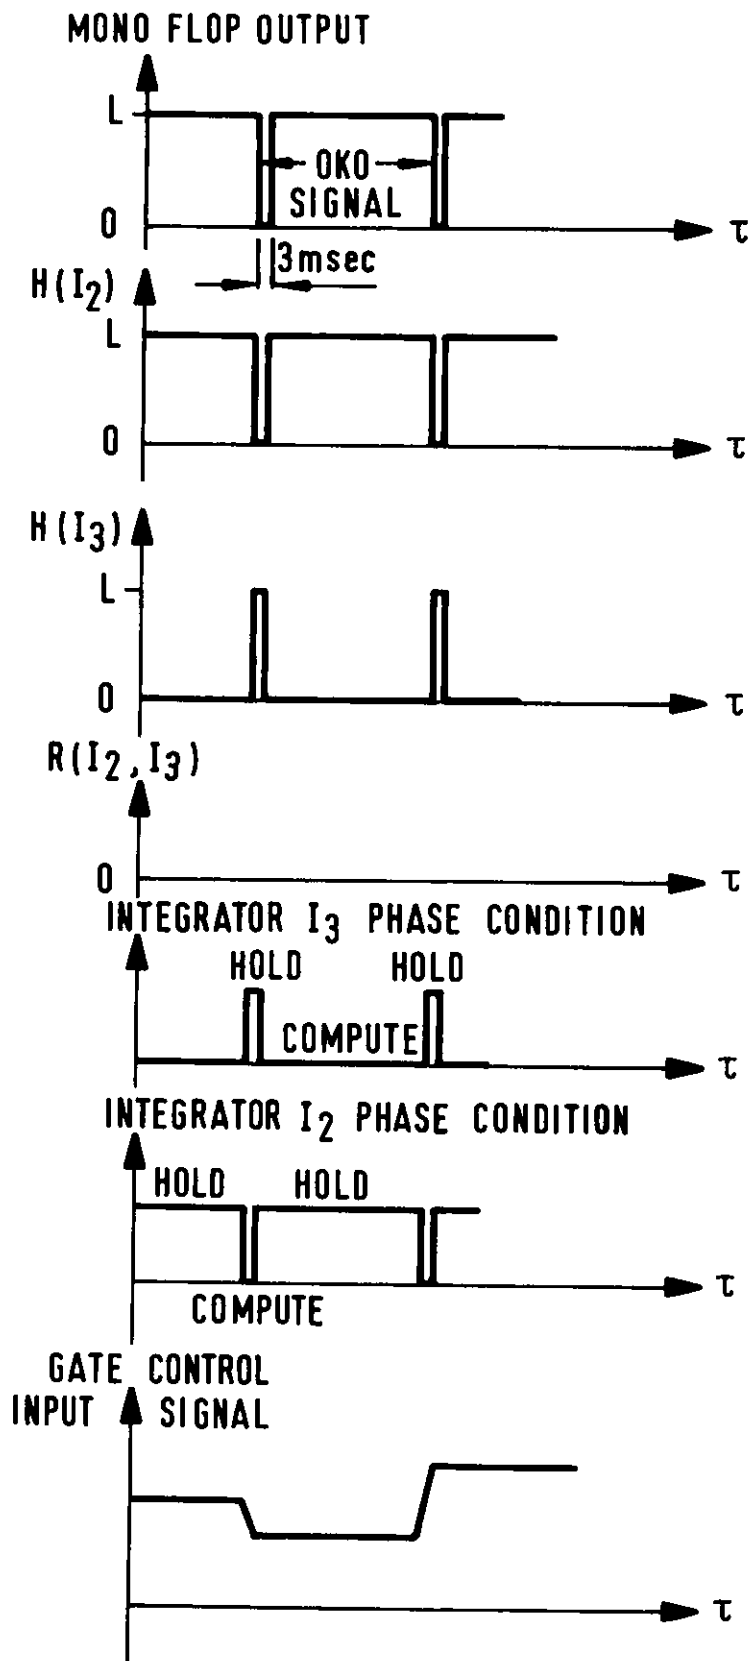 MONO FLOP OUTPUT
L
OKO
SIGNAL
0
τ
3msec
H(I2)
L
0
τ
H(I3)
L
0
τ
R(I2,I3)
0
τ
INTEGRATOR I3 PHASE CONDITION
HOLD HOLD
COMPUTE
τ
INTEGRATOR I2 PHASE CONDITION
HOLD HOLD
τ
COMPUTE
GATE CONTROL
INPUT SIGNAL
τ